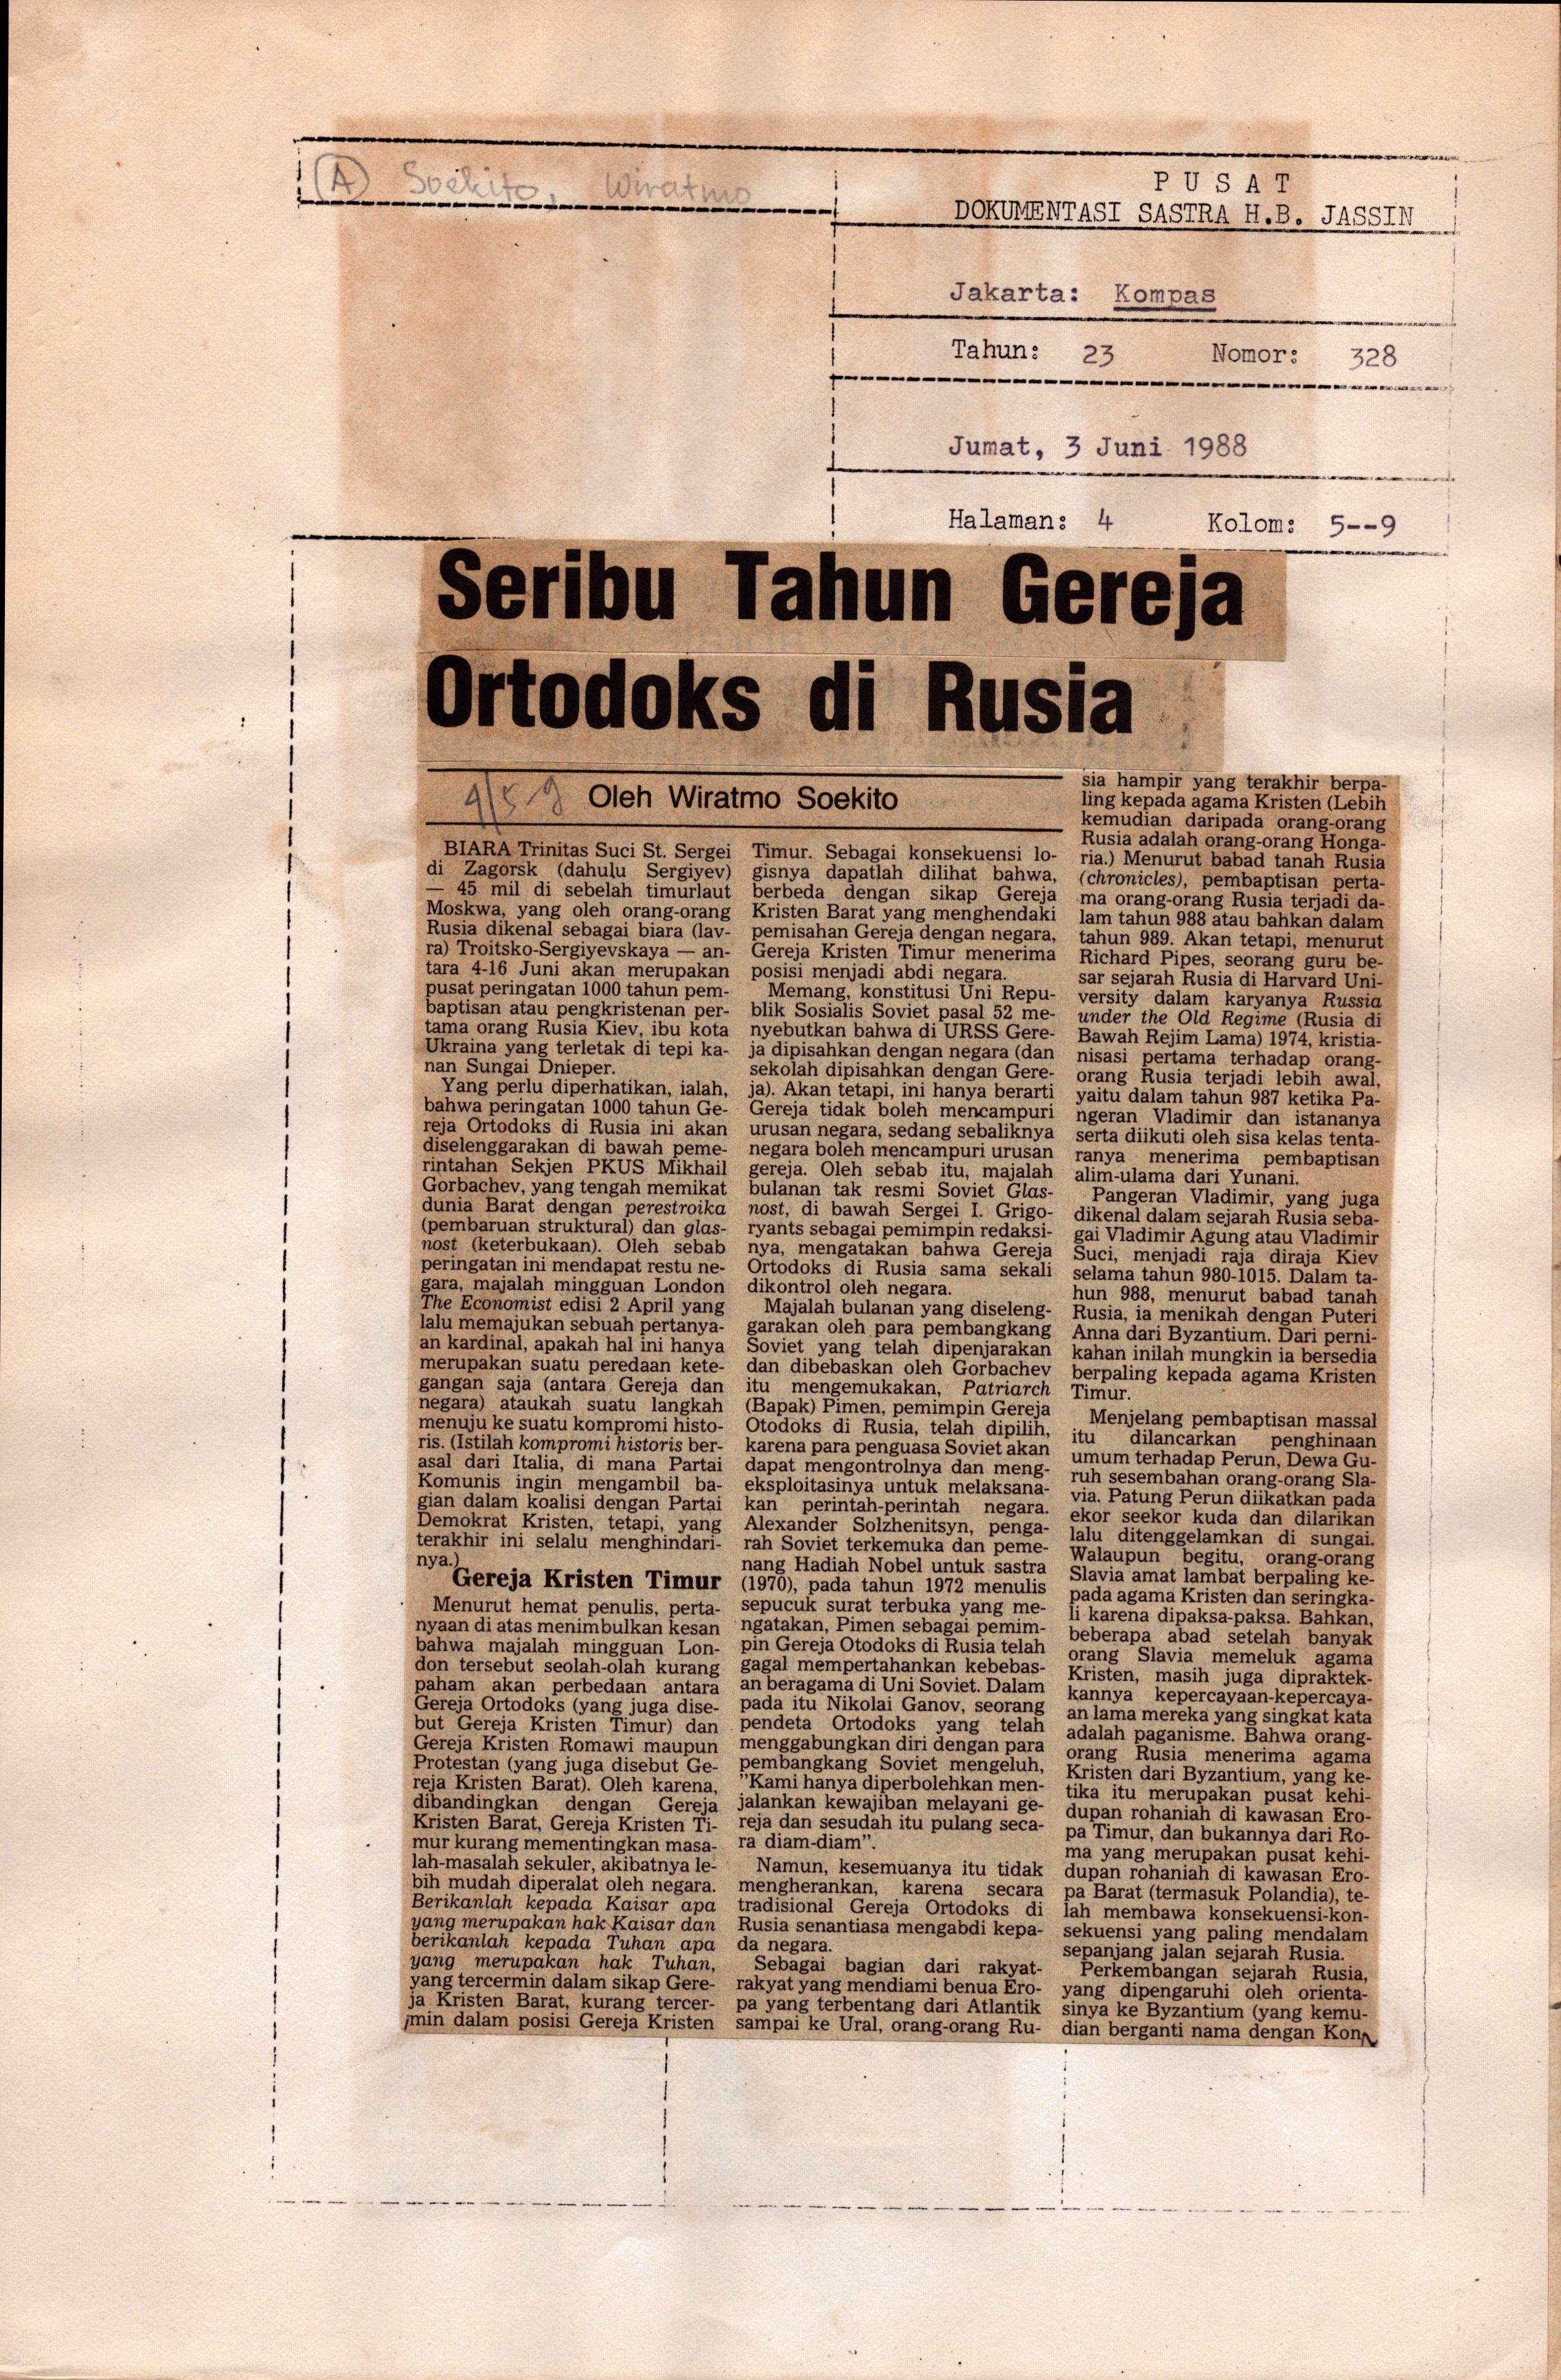 (A) Soekito, Wiratmo
PUSAT
DOKUMENTASI SASTRA H.B. JASSIN
Jakarta: Kompas
Tahun: 23 Nomor: 328
Jumat, 3 Juni 1988
Halaman: 4 Kolom: 5--9
Seribu Tahun Gereja
Ortodoks di Rusia
4/5-9 Oleh Wiratmo Soekito
BIARA Trinitas Suci St. Sergei
di Zagorsk (dahulu Sergiyev)
— 45 mil di sebelah timurlaut
Moskwa, yang oleh orang-orang
Rusia dikenal sebagai biara (lav-
ra) Troitsko-Sergiyevskaya — an-
tara 4-16 Juni akan merupakan
pusat peringatan 1000 tahun pem-
baptisan atau pengkristenan per-
tama orang Rusia Kiev, ibu kota
Ukraina yang terletak di tepi ka-
nan Sungai Dnieper.
Yang perlu diperhatikan, ialah,
bahwa peringatan 1000 tahun Ge-
reja Ortodoks di Rusia ini akan
diselenggarakan di bawah peme-
rintahan Sekjen PKUS Mikhail
Gorbachev, yang tengah memikat
dunia Barat dengan perestroika
(pembaruan struktural) dan glas-
nost (keterbukaan). Oleh sebab
peringatan ini mendapat restu ne-
gara, majalah mingguan London
The Economist edisi 2 April yang
lalu memajukan sebuah pertanya-
an kardinal, apakah hal ini hanya
merupakan suatu peredaan kete-
gangan saja (antara Gereja dan
negara) ataukah suatu langkah
menuju ke suatu kompromi histo-
ris. (Istilah kompromi historis ber-
asal dari Italia, di mana Partai
Komunis ingin mengambil ba-
gian dalam koalisi dengan Partai
Demokrat Kristen, tetapi, yang
terakhir ini selalu menghindari-
nya.)
Gereja Kristen Timur
Menurut hemat penulis, perta-
nyaan di atas menimbulkan kesan
bahwa majalah mingguan Lon-
don tersebut seolah-olah kurang
paham akan perbedaan antara
Gereja Ortodoks (yang juga dise-
but Gereja Kristen Timur) dan
Gereja Kristen Romawi maupun
Protestan (yang juga disebut Ge-
reja Kristen Barat). Oleh karena,
dibandingkan dengan Gereja
Kristen Barat, Gereja Kristen Ti-
mur kurang mementingkan masa-
lah-masalah sekuler, akibatnya le-
bih mudah diperalat oleh negara.
Berikanlah kepada Kaisar apa
yang merupakan hak Kaisar dan
berikanlah kepada Tuhan apa
yang merupakan hak Tuhan,
yang tercermin dalam sikap Gere-
ja Kristen Barat, kurang tercer-
min dalam posisi Gereja Kristen
Timur. Sebagai konsekuensi lo-
gisnya dapatlah dilihat bahwa,
berbeda dengan sikap Gereja
Kristen Barat yang menghendaki
pemisahan Gereja dengan negara,
Gereja Kristen Timur menerima
posisi menjadi abdi negara.
Memang, konstitusi Uni Repu-
blik Sosialis Soviet pasal 52 me-
nyebutkan bahwa di URSS Gere-
ja dipisahkan dengan negara (dan
sekolah dipisahkan dengan Gere-
ja). Akan tetapi, ini hanya berarti
Gereja tidak boleh mencampuri
urusan negara, sedang sebaliknya
negara boleh mencampuri urusan
gereja. Oleh sebab itu, majalah
bulanan tak resmi Soviet Glas-
nost, di bawah Sergei I. Grigo-
ryants sebagai pemimpin redaksi-
nya, mengatakan bahwa Gereja
Ortodoks di Rusia sama sekali
dikontrol oleh negara.
Majalah bulanan yang diseleng-
garakan oleh para pembangkang
Soviet yang telah dipenjarakan
dan dibebaskan oleh Gorbachev
itu mengemukakan, Patriarch
(Bapak) Pimen, pemimpin Gereja
Otodoks di Rusia, telah dipilih,
karena para penguasa Soviet akan
dapat mengontrolnya dan meng-
eksploitasinya untuk melaksana-
kan perintah-perintah negara.
Alexander Solzhenitsyn, penga-
rah Soviet terkemuka dan peme-
nang Hadiah Nobel untuk sastra
(1970), pada tahun 1972 menulis
sepucuk surat terbuka yang me-
ngatakan, Pimen sebagai pemim-
pin Gereja Otodoks di Rusia telah
gagal mempertahankan kebebas-
an beragama di Uni Soviet. Dalam
pada itu Nikolai Ganov, seorang
pendeta Ortodoks yang telah
menggabungkan diri dengan para
pembangkang Soviet mengeluh,
"Kami hanya diperbolehkan men-
jalankan kewajiban melayani ge-
reja dan sesudah itu pulang seca-
ra diam-diam".
Namun, kesemuanya itu tidak
mengherankan, karena secara
tradisional Gereja Ortodoks di
Rusia senantiasa mengabdi kepa-
da negara.
Sebagai bagian dari rakyat-
rakyat yang mendiami benua Ero-
pa yang terbentang dari Atlantik
sampai ke Ural, orang-orang Ru-
sia hampir yang terakhir berpa-
ling kepada agama Kristen (Lebih
kemudian daripada orang-orang
Rusia adalah orang-orang Honga-
ria.) Menurut babad tanah Rusia
(chronicles), pembaptisan perta-
ma orang-orang Rusia terjadi da-
lam tahun 988 atau bahkan dalam
tahun 989. Akan tetapi, menurut
Richard Pipes, seorang guru be-
sar sejarah Rusia di Harvard Uni-
versity dalam karyanya Russia
under the Old Regime (Rusia di
Bawah Rejim Lama) 1974, kristia-
nisasi pertama terhadap orang-
orang Rusia terjadi lebih awal,
yaitu dalam tahun 987 ketika Pa-
ngeran Vladimir dan istananya
serta diikuti oleh sisa kelas tenta-
ranya menerima pembaptisan
alim-ulama dari Yunani.
Pangeran Vladimir, yang juga
dikenal dalam sejarah Rusia seba-
gai Vladimir Agung atau Vladimir
Suci, menjadi raja diraja Kiev
selama tahun 980-1015. Dalam ta-
hun 988, menurut babad tanah
Rusia, ia menikah dengan Puteri
Anna dari Byzantium. Dari perni-
kahan inilah mungkin ia bersedia
berpaling kepada agama Kristen
Timur.
Menjelang pembaptisan massal
itu dilancarkan penghinaan
umum terhadap Perun, Dewa Gu-
ruh sesembahan orang-orang Sla-
via. Patung Perun diikatkan pada
ekor seekor kuda dan dilarikan
lalu ditenggelamkan di sungai.
Walaupun begitu, orang-orang
Slavia amat lambat berpaling ke-
pada agama Kristen dan seringka-
li karena dipaksa-paksa. Bahkan,
beberapa abad setelah banyak
orang Slavia memeluk agama
Kristen, masih juga dipraktek-
kannya kepercayaan-kepercaya-
an lama mereka yang singkat kata
adalah paganisme. Bahwa orang-
orang Rusia menerima agama
Kristen dari Byzantium, yang ke-
tika itu merupakan pusat kehi-
dupan rohaniah di kawasan Ero-
pa Timur, dan bukannya dari Ro-
ma yang merupakan pusat kehi-
dupan rohaniah di kawasan Ero-
pa Barat (termasuk Polandia), te-
lah membawa konsekuensi-kon-
sekuensi yang paling mendalam
sepanjang jalan sejarah Rusia.
Perkembangan sejarah Rusia,
yang dipengaruhi oleh orienta-
sinya ke Byzantium (yang kemu-
dian berganti nama dengan Kon